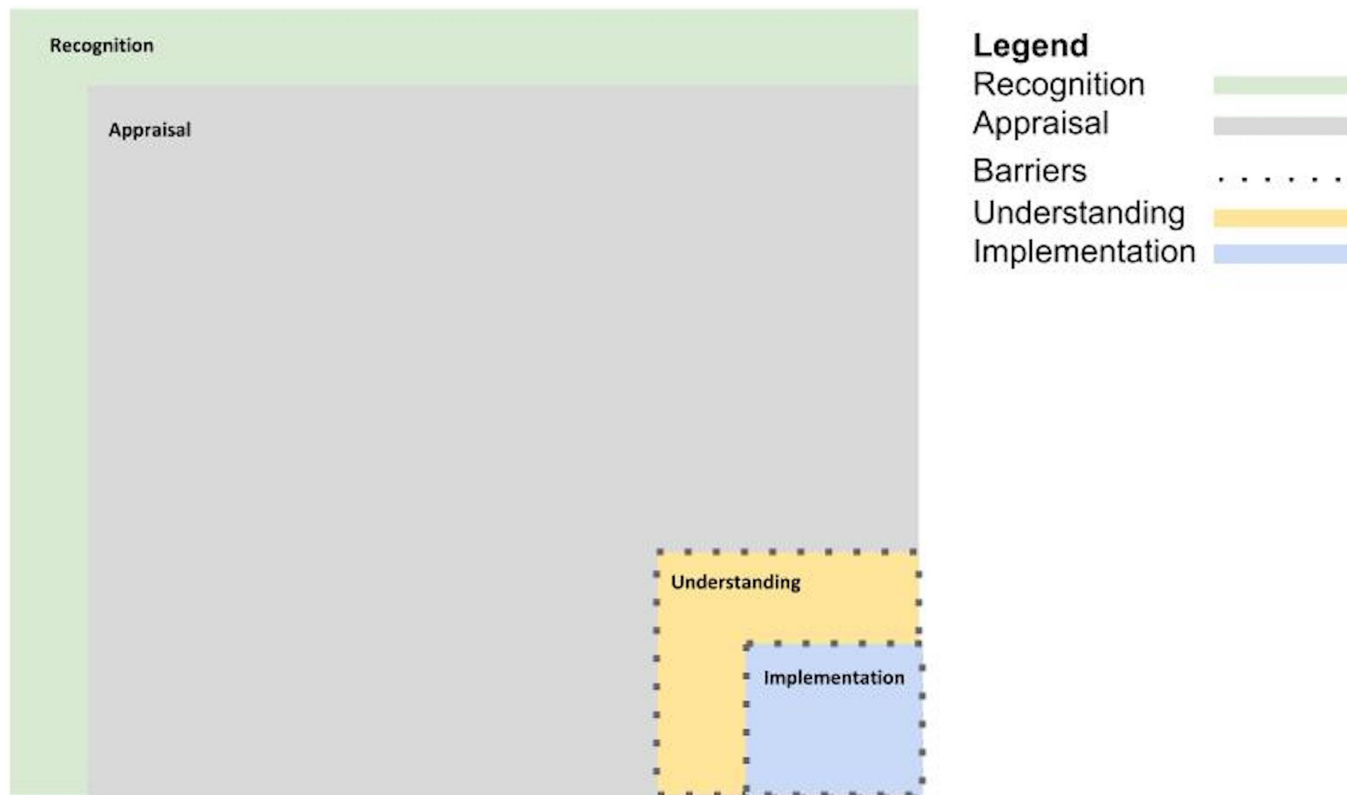 Recognition
Appraisal
Understanding
Implementation
Legend
Recognition
Appraisal
Barriers
Understanding
Implementation